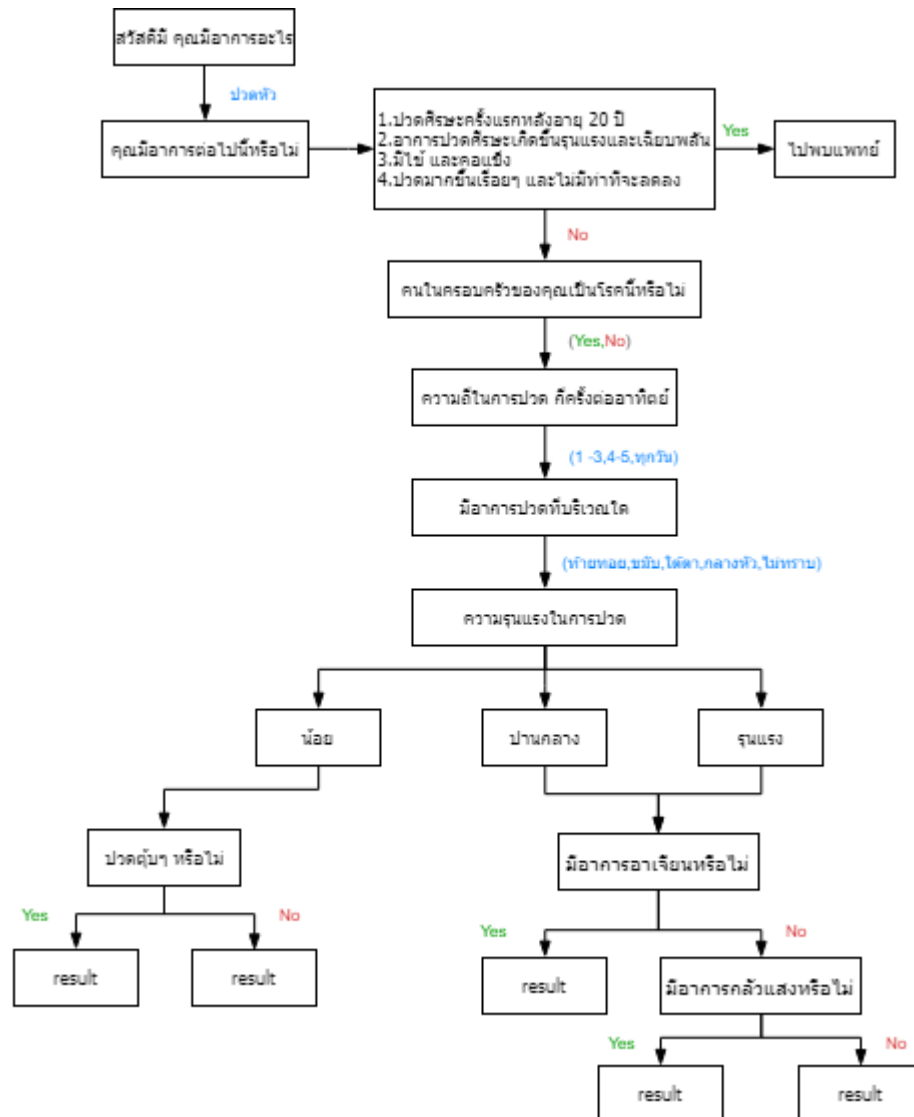 สวัสดีมี คุณมีอาการอะไร
ปวดหัว
คุณมีอาการต่อไปนี้หรือไม่
1.ปวดศีรษะครั้งแรกหลังอายุ 20 ปี
2.อาการปวดศีรษะเกิดขึ้นรุนแรงและเฉียบพลัน
3.มีไข้ และคอแข็ง
4.ปวดมากขึ้นเรื่อยๆ และไม่มีท่าทีจะลดลง
Yes
ไปพบแพทย์
No
คนในครอบครัวของคุณเป็นโรคนี้หรือไม่
(Yes,No)
ความถี่ในการปวด กี่ครั้งต่ออาทิตย์
(1 -3,4-5,ทุกวัน)
มีอาการปวดที่บริเวณใด
(ท้ายทอย,ขมับ,ใต้ตา,กลางหัว,ไม่ทราบ)
ความรุนแรงในการปวด
น้อย
ปานกลาง
รุนแรง
ปวดตุ้บๆ หรือไม่
มีอาการอาเจียนหรือไม่
Yes
No
Yes
No
result
result
result
มีอาการกลัวแสงหรือไม่
Yes
No
result
result